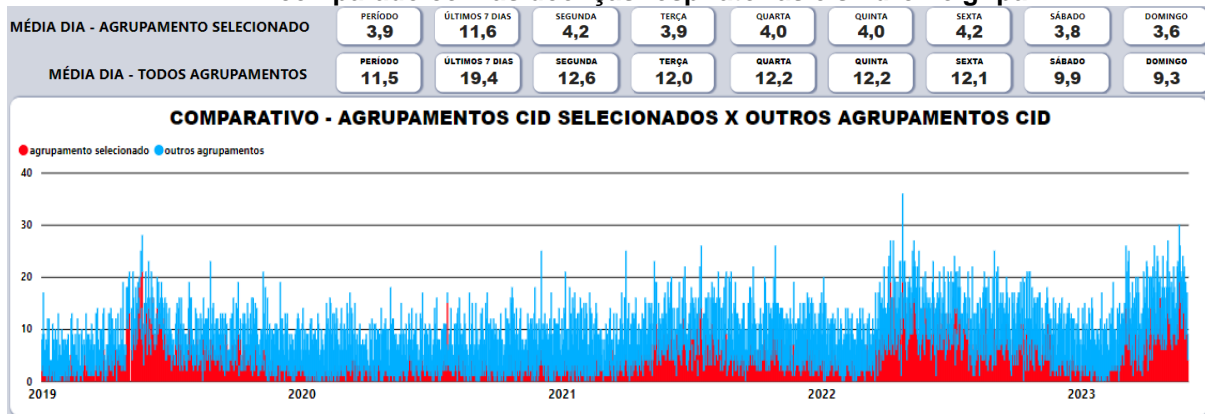 MÉDIA DIA - AGRUPAMENTO SELECIONADO
PERÍODO ÚLTIMOS 7 DIAS SEGUNDA TERÇA QUARTA QUINTA SEXTA SÁBADO DOMINGO
3,9 11,6 4,2 3,9 4,0 4,0 4,2 3,8 3,6
MÉDIA DIA - TODOS AGRUPAMENTOS
PERÍODO ÚLTIMOS 7 DIAS SEGUNDA TERÇA QUARTA QUINTA SEXTA SÁBADO DOMINGO
11,5 19,4 12,6 12,0 12,2 12,2 12,1 9,9 9,3
COMPARATIVO - AGRUPAMENTOS CID SELECIONADOS X OUTROS AGRUPAMENTOS CID
agrupamento selecionado outros agrupamentos
40
30
20
10
0
2019 2020 2021 2022 2023